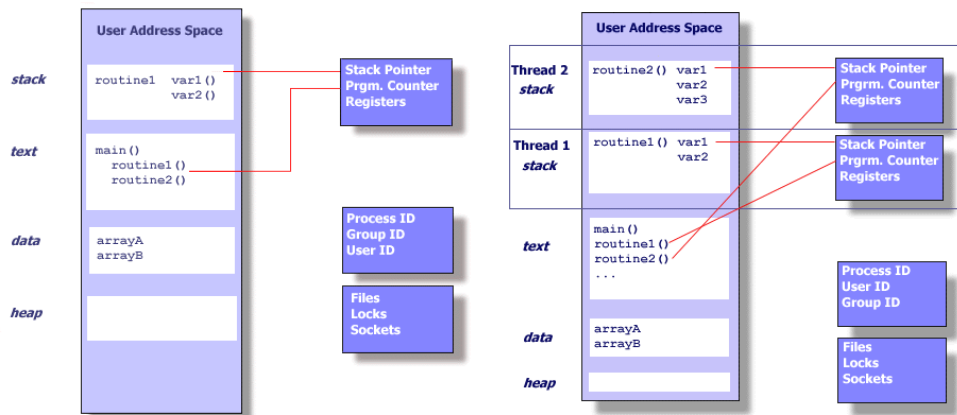 User Address Space
stack
routine1  var1()
var2()
Stack Pointer
Prgm. Counter
Registers
text
main()
routine1()
routine2()
Process ID
Group ID
User ID
data
arrayA
arrayB
heap
Files
Locks
Sockets
User Address Space
Thread 2
stack
routine2() var1
var2
var3
Stack Pointer
Prgrm. Counter
Registers
Thread 1
stack
routine1() var1
var2
Stack Pointer
Prgrm. Counter
Registers
text
main()
routine1()
routine2()
...
Process ID
User ID
Group ID
data
arrayA
arrayB
heap
Files
Locks
Sockets